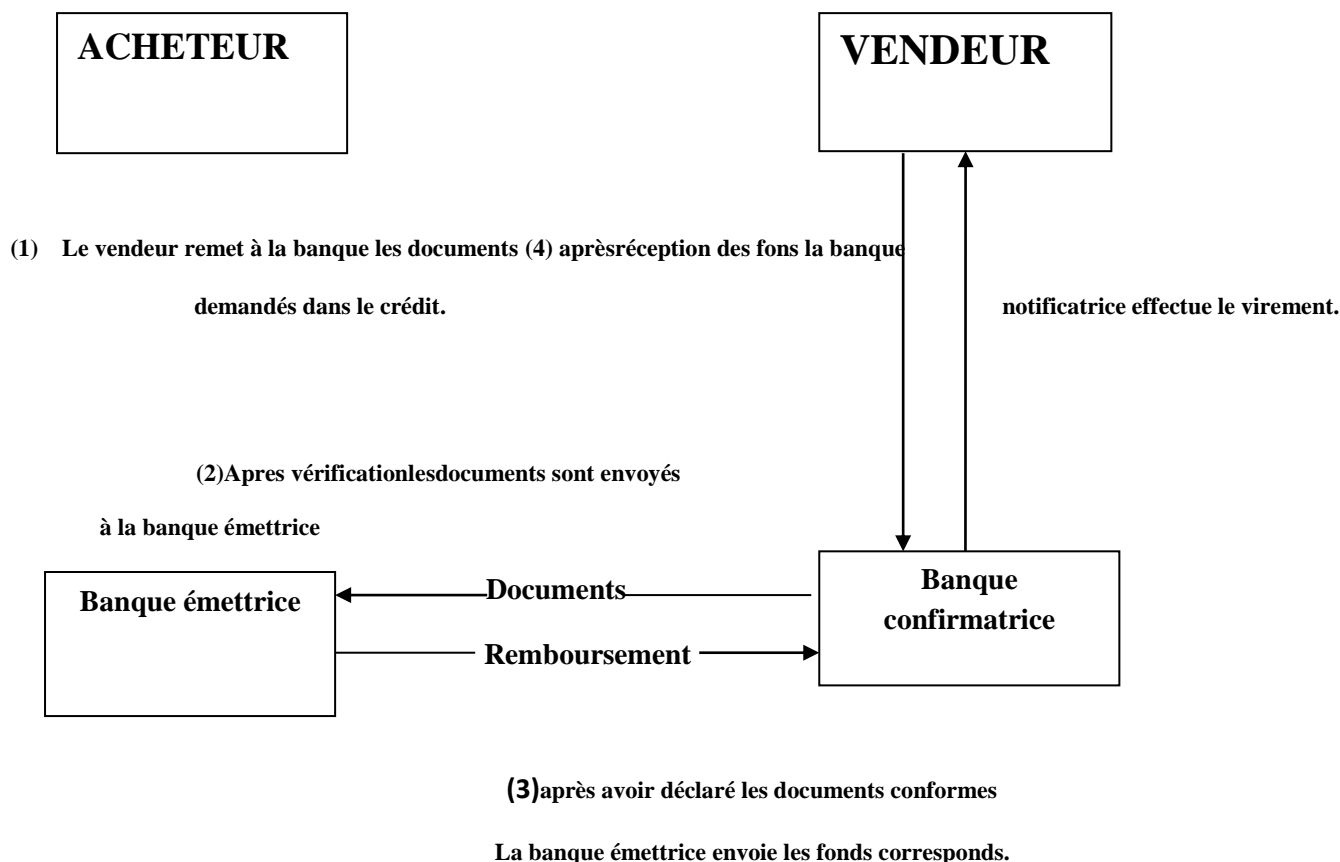 ACHETEUR
VENDEUR
(1) Le vendeur remet à la banque les documents (4) aprèsréception des fons la banque
demandés dans le crédit.
notificatrice effectue le virement.
(2)Apres vérificationlesdocuments sont envoyés
à la banque émettrice
Banque émettrice
Documents
Remboursement
Banque
confirmatrice
(3)après avoir déclaré les documents conformes
La banque émettrice envoie les fonds corresponds.